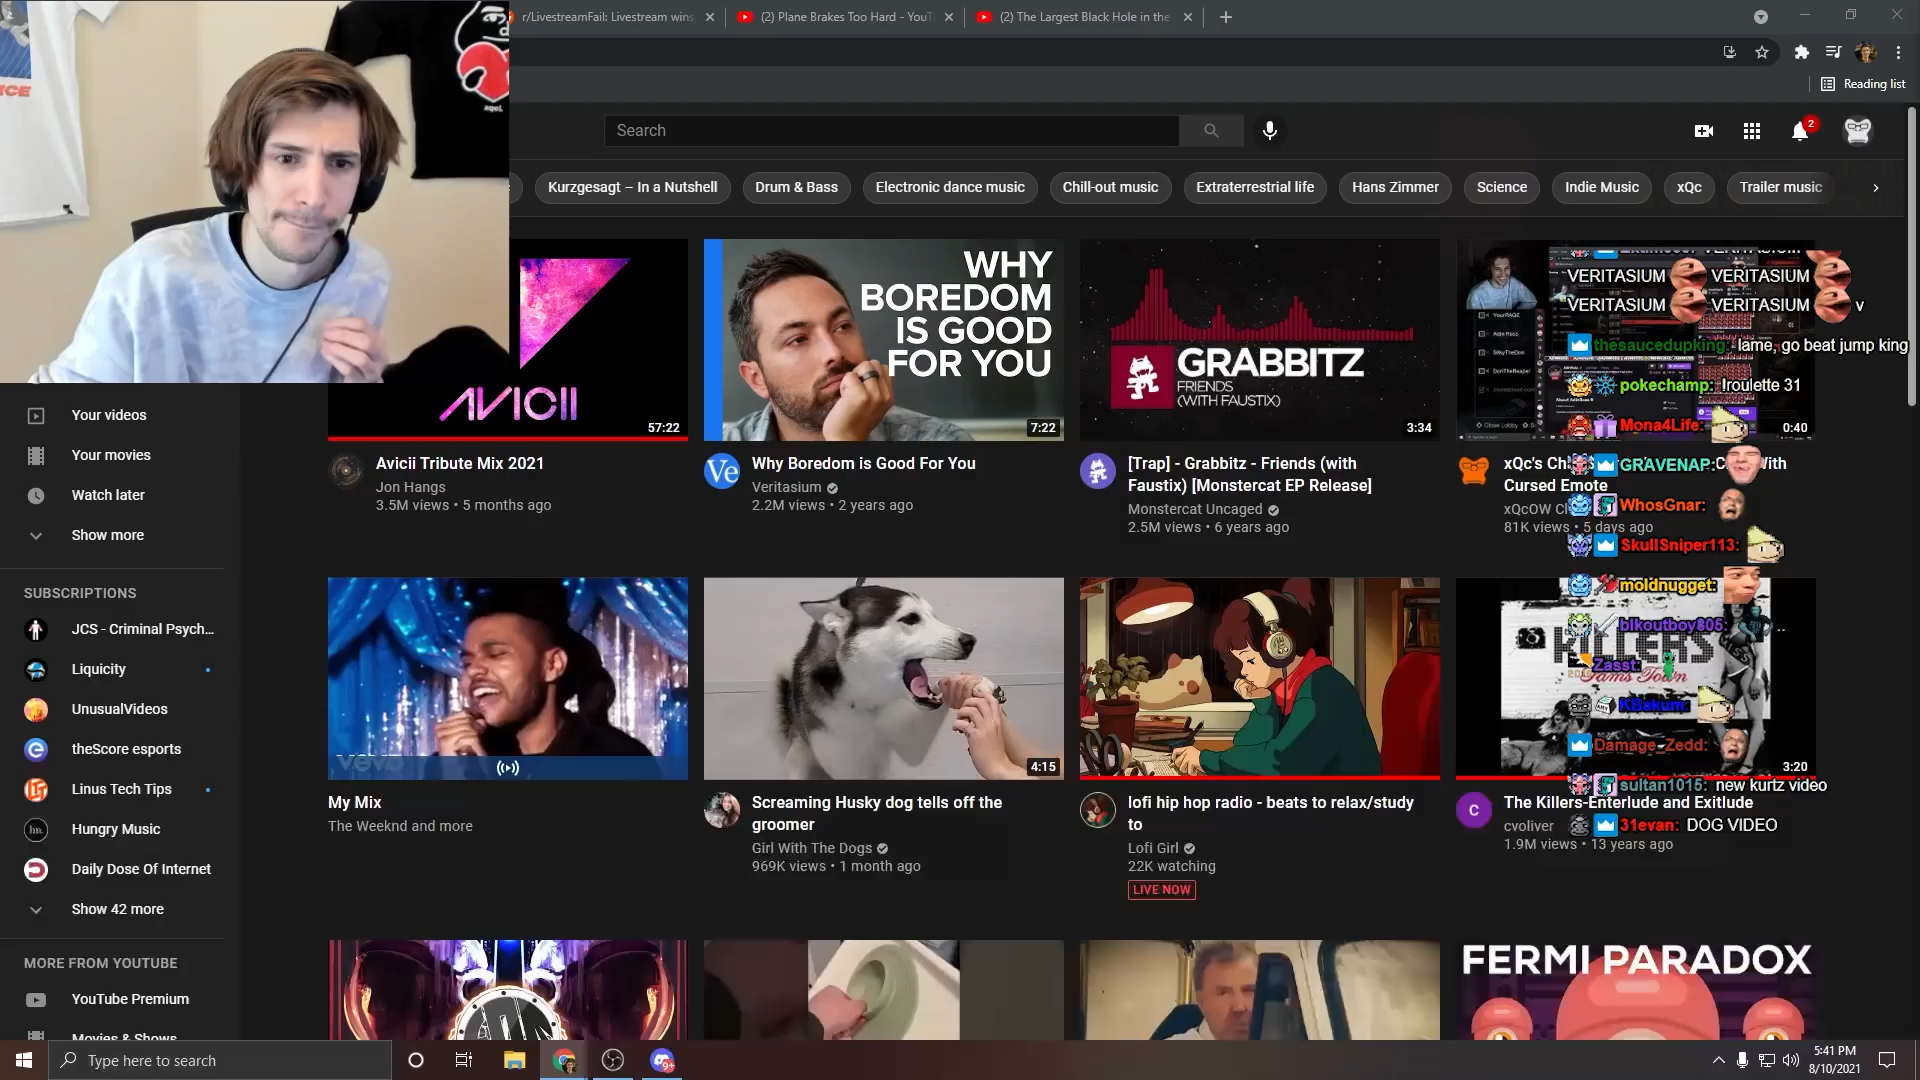 r/LivestreamFail: Livestream wins
(2) Plane Brakes Too Hard - YouT
(2) The Largest Black Hole in the
Reading list
Search
2
Kurzgesagt – In a Nutshell
Drum & Bass
Electronic dance music
Chill-out music
Extraterrestrial life
Hans Zimmer
Science
Indie Music
xQc
Trailer music
AVICII
57:22
Avicii Tribute Mix 2021
Jon Hangs
3.5M views • 5 months ago
WHY
BOREDOM
IS GOOD
FOR YOU
7:22
Ve
Why Boredom is Good For You
Veritasium
2.2M views • 2 years ago
GRABBITZ
FRIENDS
(WITH FAUSTIX)
3:34
[Trap] - Grabbitz - Friends (with
Faustix) [Monstercat EP Release]
Monstercat Uncaged
2.5M views • 6 years ago
0:40
xQc's
With
Cursed Emote
81K views • 5 days ago
VERITASIUM VERITASIUM
VERITASIUM VERITASIUM v
thesaucedupking: lame, go beat jump king
pokechamp: !roulette 31
Mona4Life:
GRAVENAP:
WhosGnar:
SkullSniper113:
moldnugget:
blkoutboy805:
Zasst:
KBskum:
Damage_Zedd:
sultan1015: new kurtz video
31evan: DOG VIDEO
Your videos
Your movies
Watch later
Show more
SUBSCRIPTIONS
JCS - Criminal Psych...
Liquicity
UnusualVideos
theScore esports
Linus Tech Tips
hm.
Hungry Music
Daily Dose Of Internet
Show 42 more
MORE FROM YOUTUBE
YouTube Premium
Movies & Shows
vevo
My Mix
The Weeknd and more
4:15
Screaming Husky dog tells off the
groomer
Girl With The Dogs
969K views • 1 month ago
lofi hip hop radio - beats to relax/study
to
Lofi Girl
22K watching
LIVE NOW
KILLERS
3:20
C
The Killers-Enterlude and Exitlude
cvoliver
1.9M views • 13 years ago
FERMI PARADOX
Type here to search
9+
5:41 PM
8/10/2021